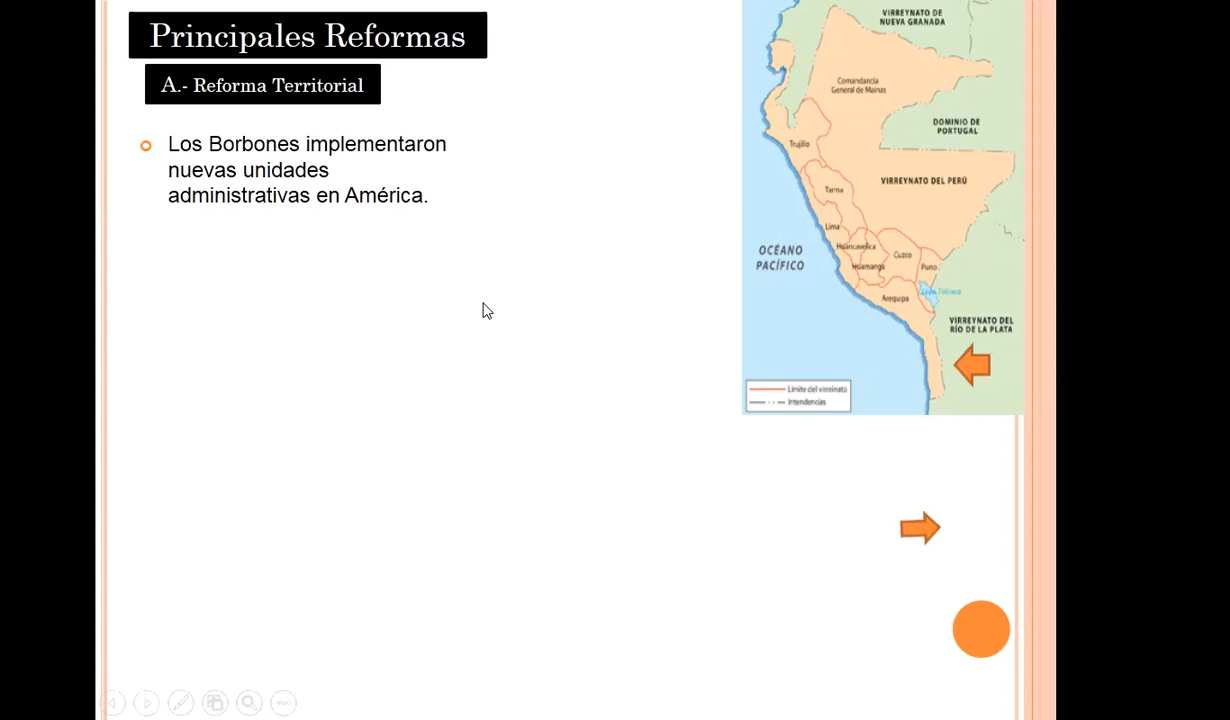 Principales Reformas
A.- Reforma Territorial
Los Borbones implementaron
nuevas unidades
administrativas en América.
VIRREYNATO DE
NUEVA GRANADA
Comandancia
General de Mainas
DOMINIO DE
PORTUGAL
Trujillo
VIRREYNATO DEL PERÚ
Tarma
Lima
Huancavelica
OCÉANO
PACÍFICO
Cuzco
Huamanga
Puno
Lago Titicaca
Arequipa
VIRREYNATO DEL
RÍO DE LA PLATA
Límite del virreinato
Intendencias